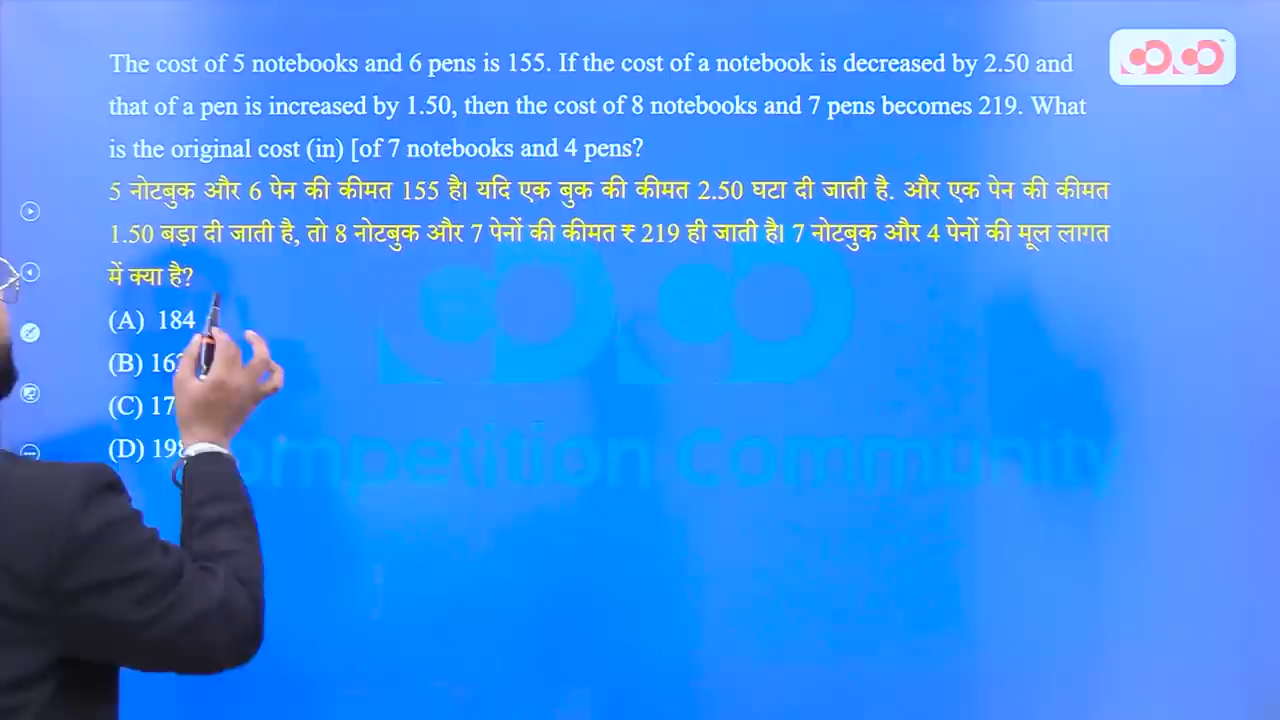 The cost of 5 notebooks and 6 pens is 155. If the cost of a notebook is decreased by 2.50 and
that of a pen is increased by 1.50, then the cost of 8 notebooks and 7 pens becomes 219. What
is the original cost (in) [of 7 notebooks and 4 pens?
5 नोटबुक और 6 पेन की कीमत 155 है। यदि एक बुक की कीमत 2.50 घटा दी जाती है. और एक पेन की कीमत
1.50 बड़ा दी जाती है, तो 8 नोटबुक और 7 पेनों की कीमत ₹ 219 ही जाती है। 7 नोटबुक और 4 पेनों की मूल लागत
में क्या है?
(A) 184
(B)
(C)
(D)
Competition Community